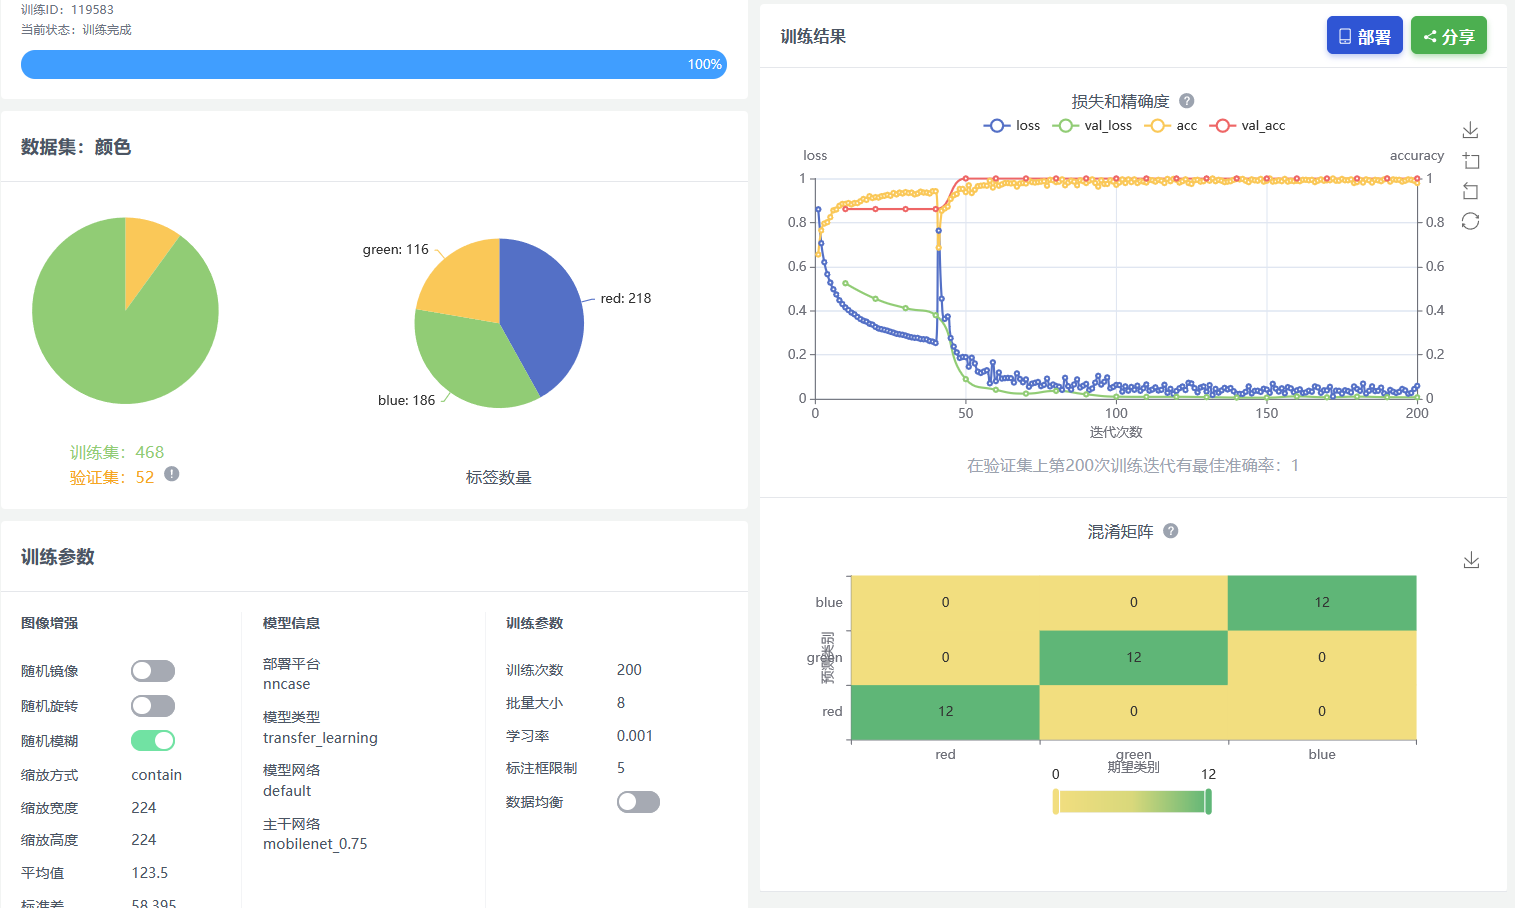 训练ID：119583
当前状态：训练完成
100%
数据集：颜色
green: 116
red: 218
blue: 186
训练集：468
验证集：52
标签数量
训练参数
图像增强
随机镜像
随机旋转
随机模糊
缩放方式 contain
缩放宽度 224
缩放高度 224
平均值 123.5
标准差 58.395
模型信息
部署平台
nncase
模型类型
transfer_learning
模型网络
default
主干网络
mobilenet_0.75
训练参数
训练次数 200
批量大小 8
学习率 0.001
标注框限制 5
数据均衡
训练结果
部署
分享
损失和精确度 ?
loss val_loss acc val_acc
loss accuracy
1 1
0.8 0.8
0.6 0.6
0.4 0.4
0.2 0.2
0 0
0 50 100 150 200
迭代次数
在验证集上第200次训练迭代有最佳准确率：1
混淆矩阵 ?
预测类别
blue 0 0 12
green 0 12 0
red 12 0 0
red green blue
期望类别
0 12